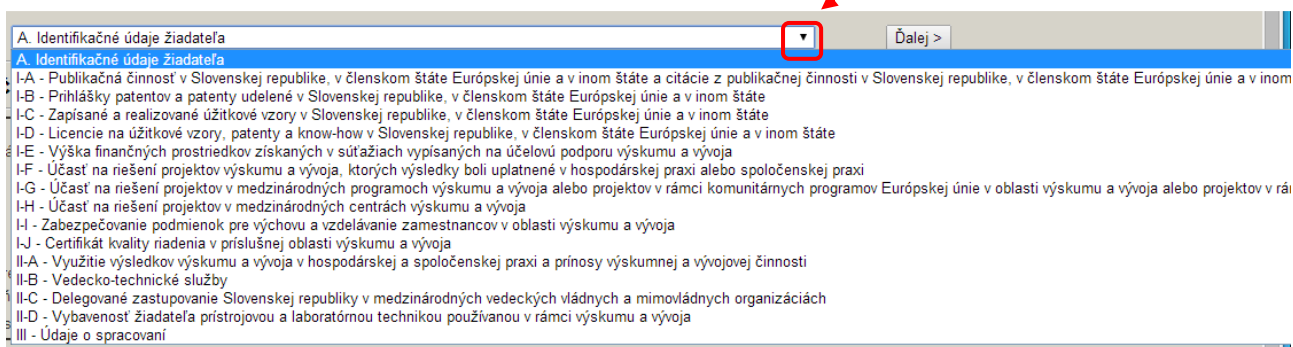 A. Identifikačné údaje žiadateľa
Ďalej >
A. Identifikačné údaje žiadateľa
I-A - Publikačná činnosť v Slovenskej republike, v členskom štáte Európskej únie a v inom štáte a citácie z publikačnej činnosti v Slovenskej republike, v členskom štáte Európskej únie a v inom
I-B - Prihlášky patentov a patenty udelené v Slovenskej republike, v členskom štáte Európskej únie a v inom štáte
I-C - Zapísané a realizované úžitkové vzory v Slovenskej republike, v členskom štáte Európskej únie a v inom štáte
I-D - Licencie na úžitkové vzory, patenty a know-how v Slovenskej republike, v členskom štáte Európskej únie a v inom štáte
I-E - Výška finančných prostriedkov získaných v súťažiach vypísaných na účelovú podporu výskumu a vývoja
I-F - Účasť na riešení projektov výskumu a vývoja, ktorých výsledky boli uplatnené v hospodárskej praxi alebo spoločenskej praxi
I-G - Účasť na riešení projektov v medzinárodných programoch výskumu a vývoja alebo projektov v rámci komunitárnych programov Európskej únie v oblasti výskumu a vývoja alebo projektov v
I-H - Účasť na riešení projektov v medzinárodných centrách výskumu a vývoja
I-I - Zabezpečovanie podmienok pre výchovu a vzdelávanie zamestnancov v oblasti výskumu a vývoja
I-J - Certifikát kvality riadenia v príslušnej oblasti výskumu a vývoja
II-A - Využitie výsledkov výskumu a vývoja v hospodárskej a spoločenskej praxi a prínosy výskumnej a vývojovej činnosti
II-B - Vedecko-technické služby
II-C - Delegované zastupovanie Slovenskej republiky v medzinárodných vedeckých vládnych a mimovládnych organizáciách
II-D - Vybavenosť žiadateľa prístrojovou a laboratórnou technikou používanou v rámci výskumu a vývoja
III - Údaje o spracovaní